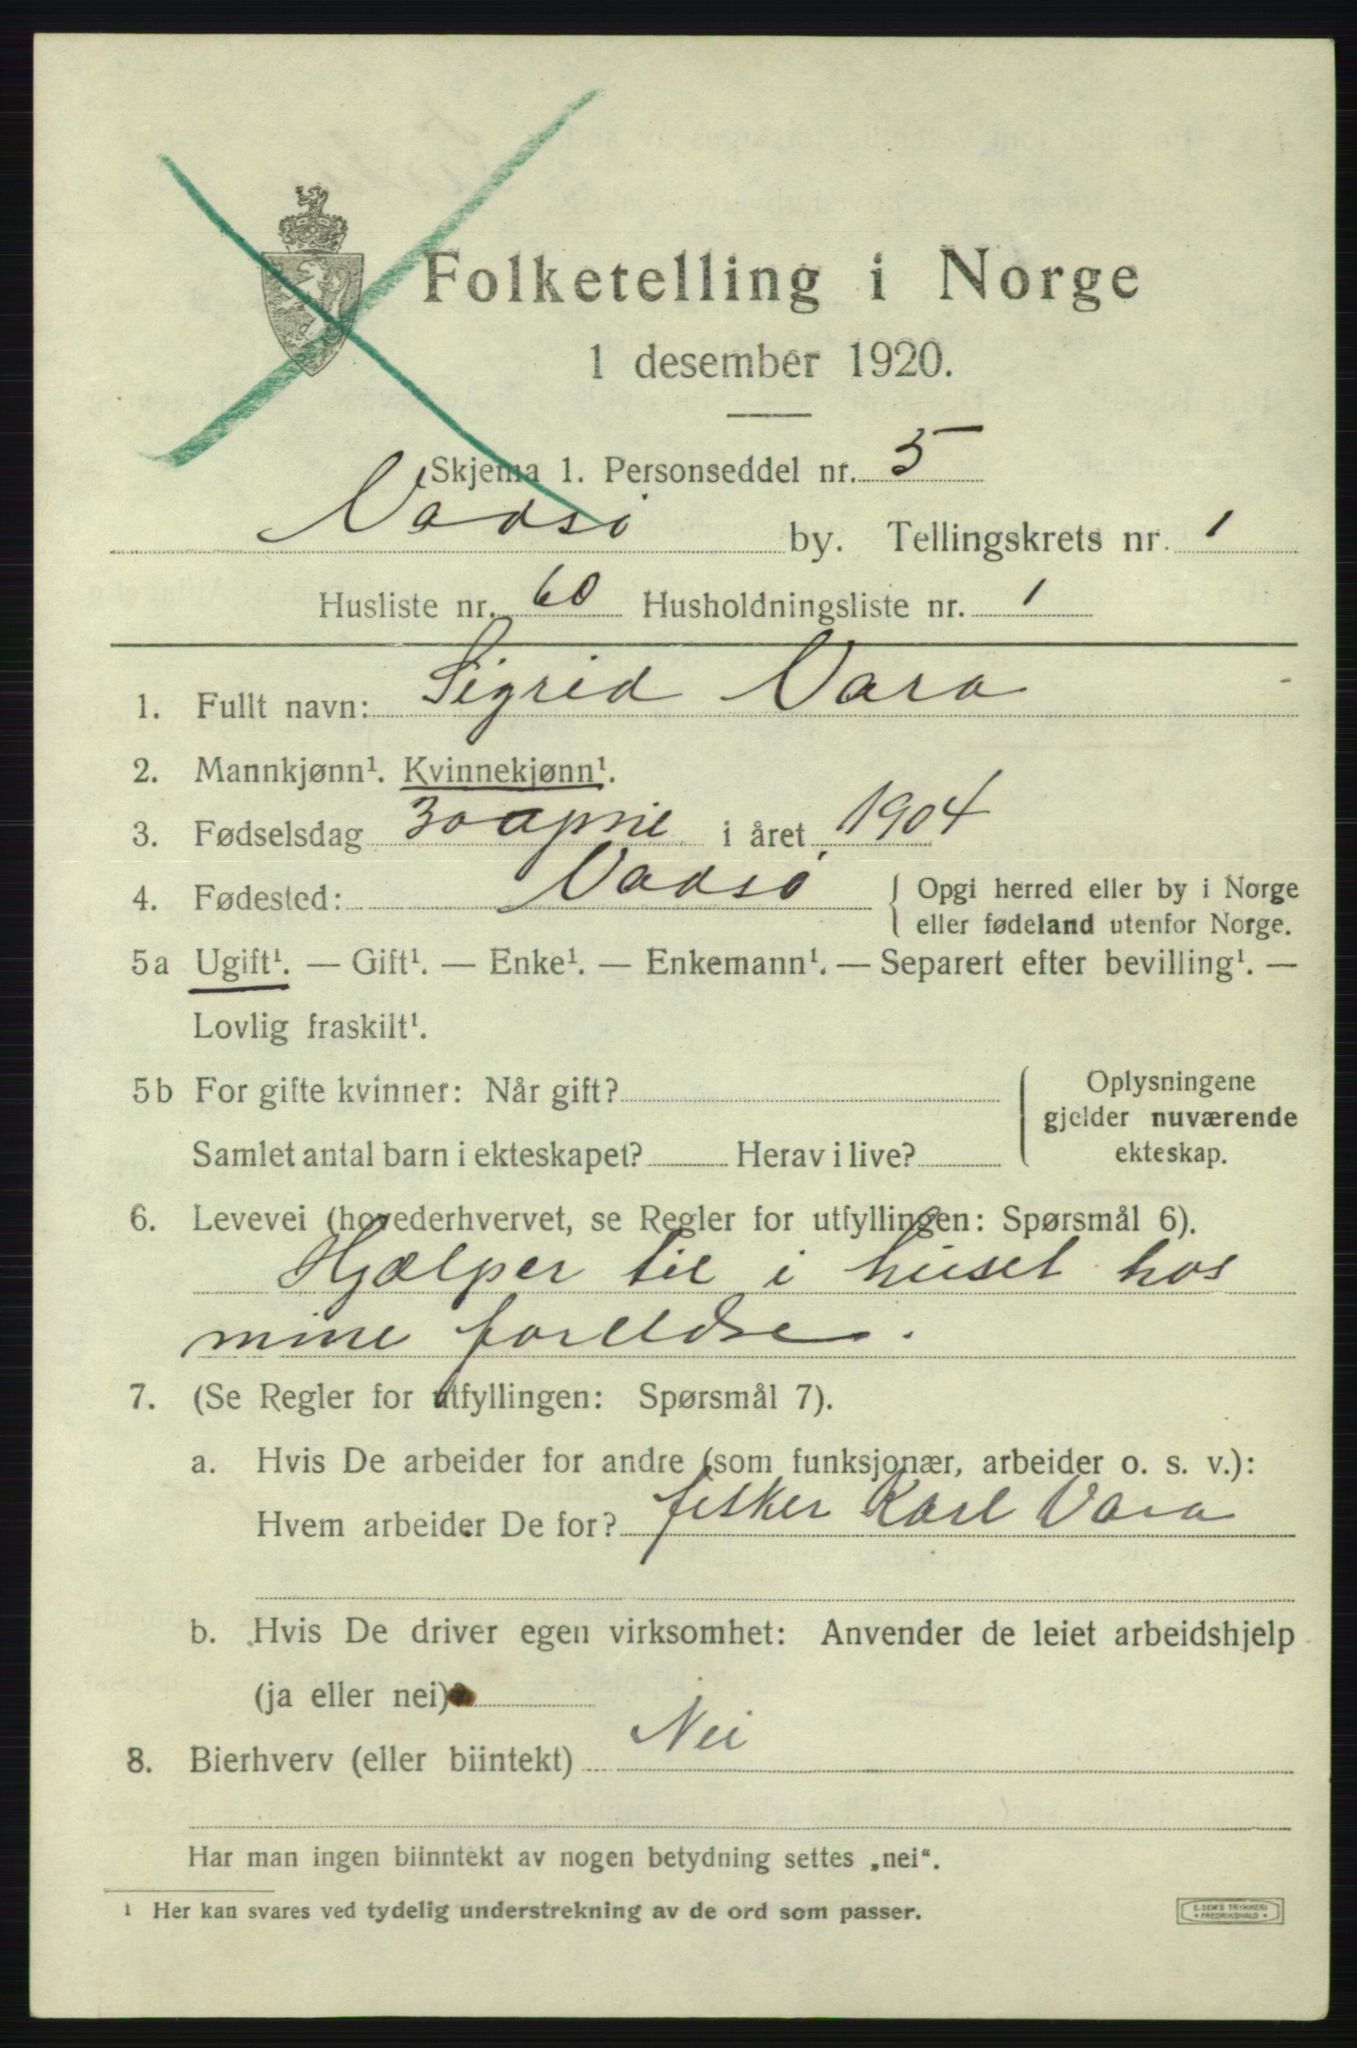 Folketelling i Norge
1 desember 1920.
Skjema 1. Personseddel nr. 5
Vadsø by. Tellingskrets nr. 1
Husliste nr. 60 Husholdningsliste nr. 1
1. Fullt navn: Sigrid Vara
2. Mannkjønn¹. Kvinnekjønn¹.
3. Fødselsdag 30 april i året 1904
4. Fødested: Vadsø { Opgi herred eller by i Norge
eller fødeland utenfor Norge.
5a Ugift¹. — Gift¹. — Enke¹. — Enkemann¹. — Separert efter bevilling¹. —
Lovlig fraskilt¹.
5b For gifte kvinner: Når gift? { Oplysningene
gjelder nuværende
ekteskap.
Samlet antal barn i ekteskapet? Herav i live?
6. Levevei (hovederhvervet, se Regler for utfyllingen: Spørsmål 6).
Hjælper til i huset hos
mine foreldre.
7. (Se Regler for utfyllingen: Spørsmål 7).
a. Hvis De arbeider for andre (som funksjonær, arbeider o. s. v.):
Hvem arbeider De for? fisker Karl Vara
b. Hvis De driver egen virksomhet: Anvender de leiet arbeidshjelp
(ja eller nei)
8. Bierhverv (eller biintekt) Nei
Har man ingen biinntekt av nogen betydning settes „nei“.
¹ Her kan svares ved tydelig understrekning av de ord som passer.
E. SEM'S TRYKKERI
• FREDRIKSHALD •